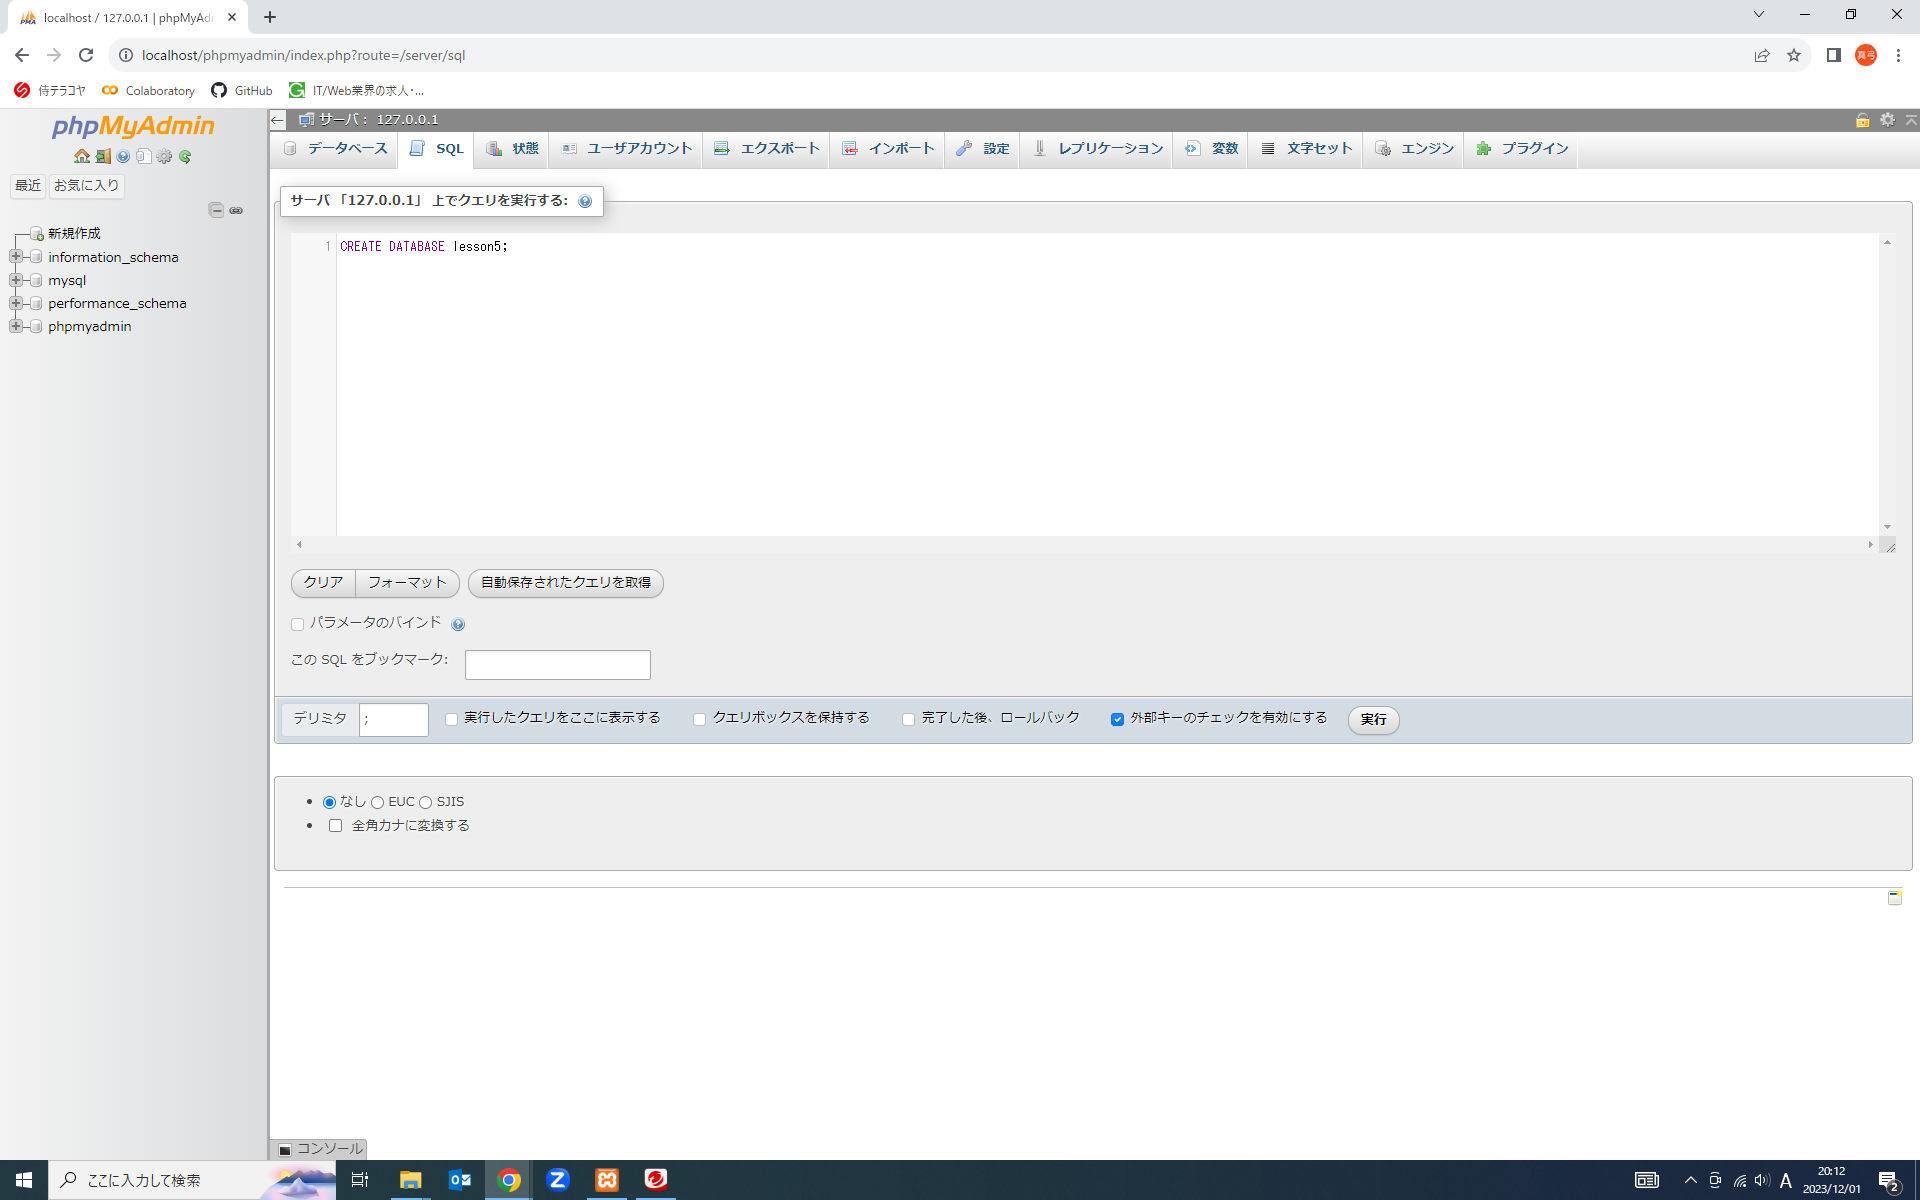 localhost / 127.0.0.1 | phpMyAd
localhost/phpmyadmin/index.php?route=/server/sql
真弓
侍テラコヤ
Colaboratory
GitHub
IT/Web業界の求人・...
phpMyAdmin
最近
お気に入り
新規作成
information_schema
mysql
performance_schema
phpmyadmin
サーバ: 127.0.0.1
データベース
SQL
状態
ユーザアカウント
エクスポート
インポート
設定
レプリケーション
変数
文字セット
エンジン
プラグイン
サーバ 「127.0.0.1」 上でクエリを実行する:
1 CREATE DATABASE lesson5;
クリア
フォーマット
自動保存されたクエリを取得
パラメータのバインド
この SQL をブックマーク:
デリミタ ;
実行したクエリをここに表示する
クエリボックスを保持する
完了した後、ロールバック
外部キーのチェックを有効にする
実行
なし EUC SJIS
全角カナに変換する
コンソール
ここに入力して検索
A
20:12
2023/12/01
2